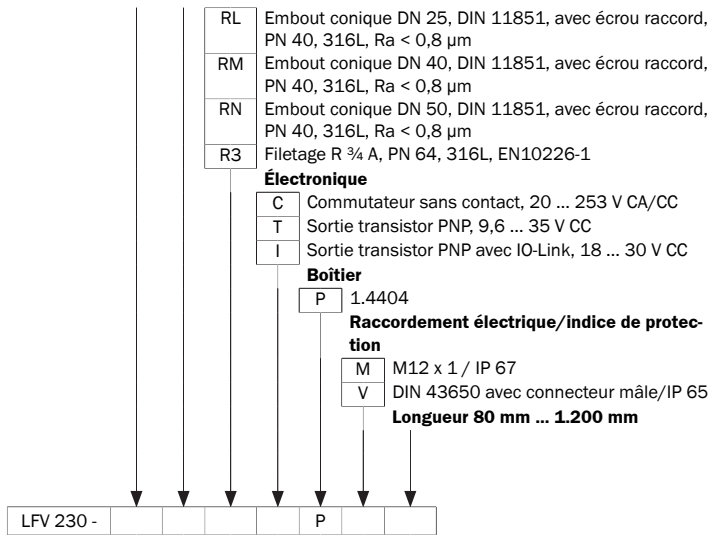 RL Embout conique DN 25, DIN 11851, avec écrou raccord,
PN 40, 316L, Ra < 0,8 µm
RM Embout conique DN 40, DIN 11851, avec écrou raccord,
PN 40, 316L, Ra < 0,8 µm
RN Embout conique DN 50, DIN 11851, avec écrou raccord,
PN 40, 316L, Ra < 0,8 µm
R3 Filetage R ¾ A, PN 64, 316L, EN10226-1
Électronique
C Commutateur sans contact, 20 ... 253 V CA/CC
T Sortie transistor PNP, 9,6 ... 35 V CC
I Sortie transistor PNP avec IO-Link, 18 ... 30 V CC
Boîtier
P 1.4404
Raccordement électrique/indice de protec-
tion
M M12 x 1 / IP 67
V DIN 43650 avec connecteur mâle/IP 65
Longueur 80 mm ... 1.200 mm
LFV 230 - P